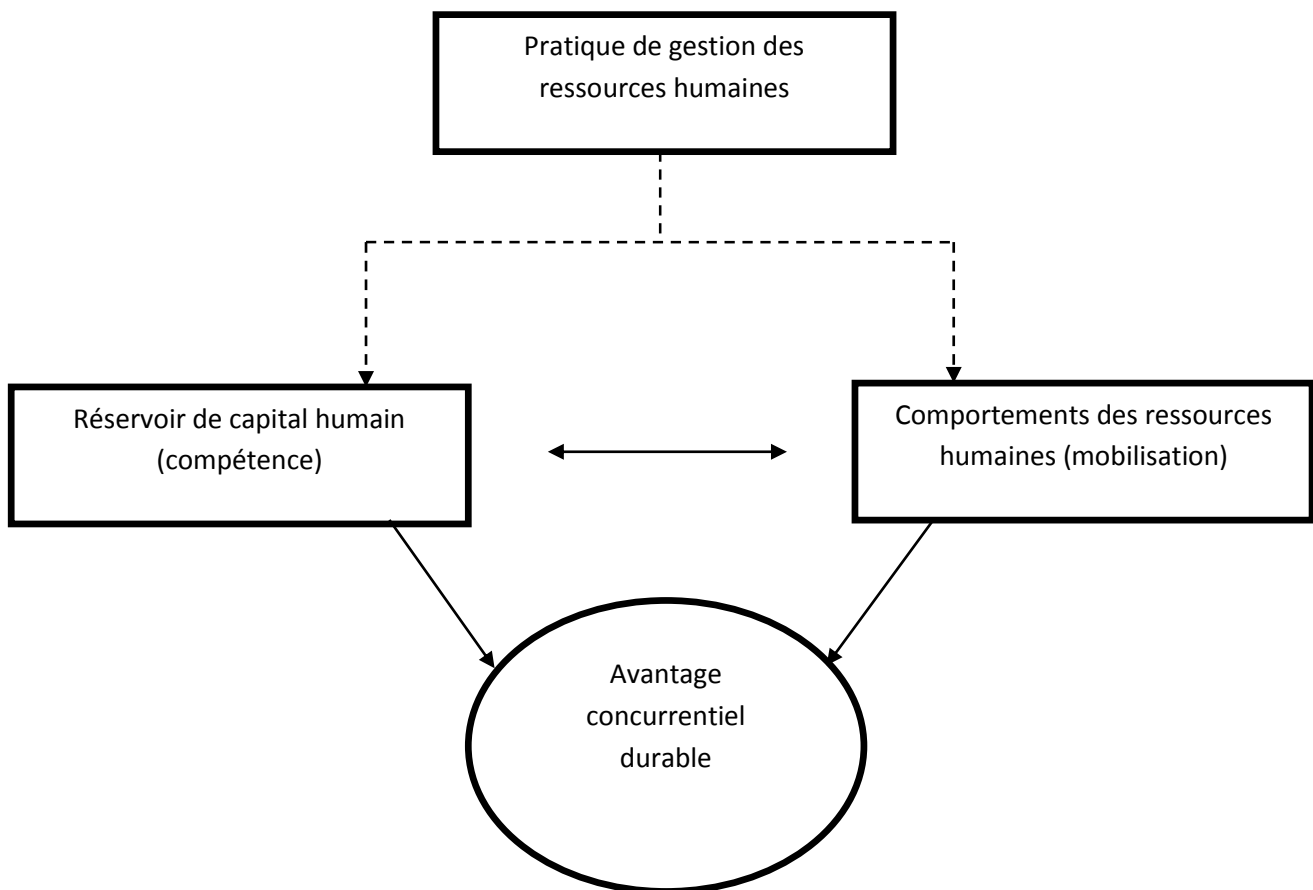 Pratique de gestion des
ressources humaines
Réservoir de capital humain
(compétence)
Comportements des ressources
humaines (mobilisation)
Avantage
concurrentiel
durable